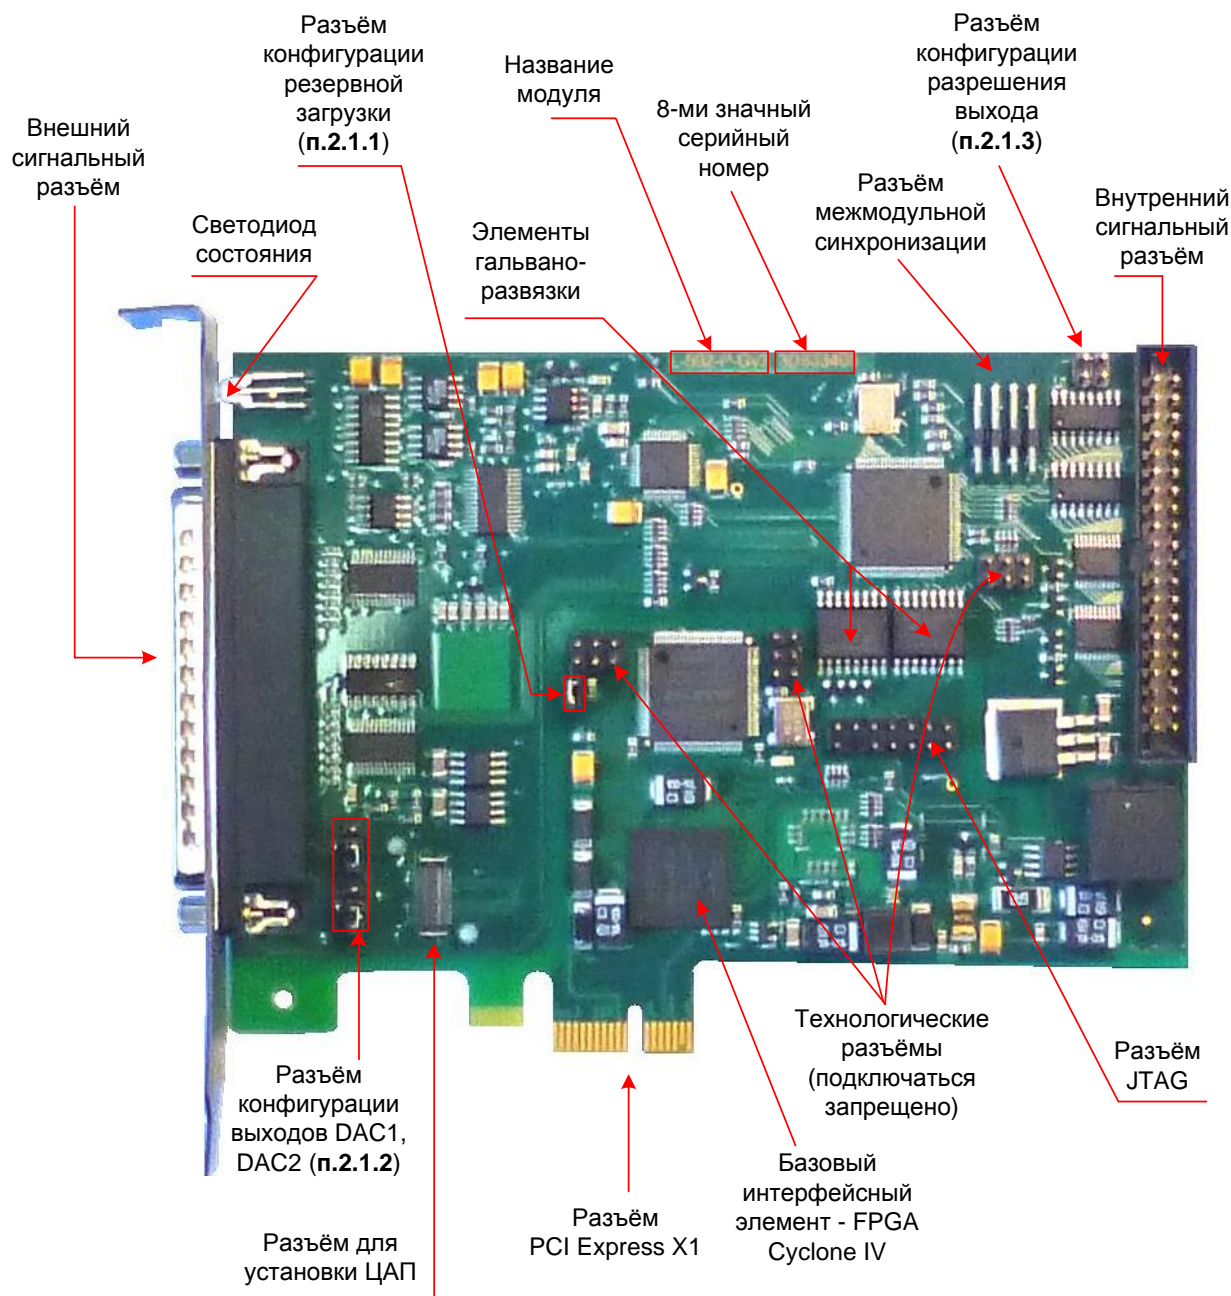 Разъём
конфигурации
резервной
загрузки
(п.2.1.1)
Название
модуля
8-ми значный
серийный
номер
Разъём
конфигурации
разрешения
выхода
(п.2.1.3)
Внешний
сигнальный
разъём
Светодиод
состояния
Элементы
гальвано-
развязки
Разъём
межмодульной
синхронизации
Внутренний
сигнальный
разъём
Технологические
разъёмы
(подключаться
запрещено)
Разъём
JTAG
Разъём
конфигурации
выходов DAC1,
DAC2 (п.2.1.2)
Базовый
интерфейсный
элемент - FPGA
Cyclone IV
Разъём
PCI Express X1
Разъём для
установки ЦАП